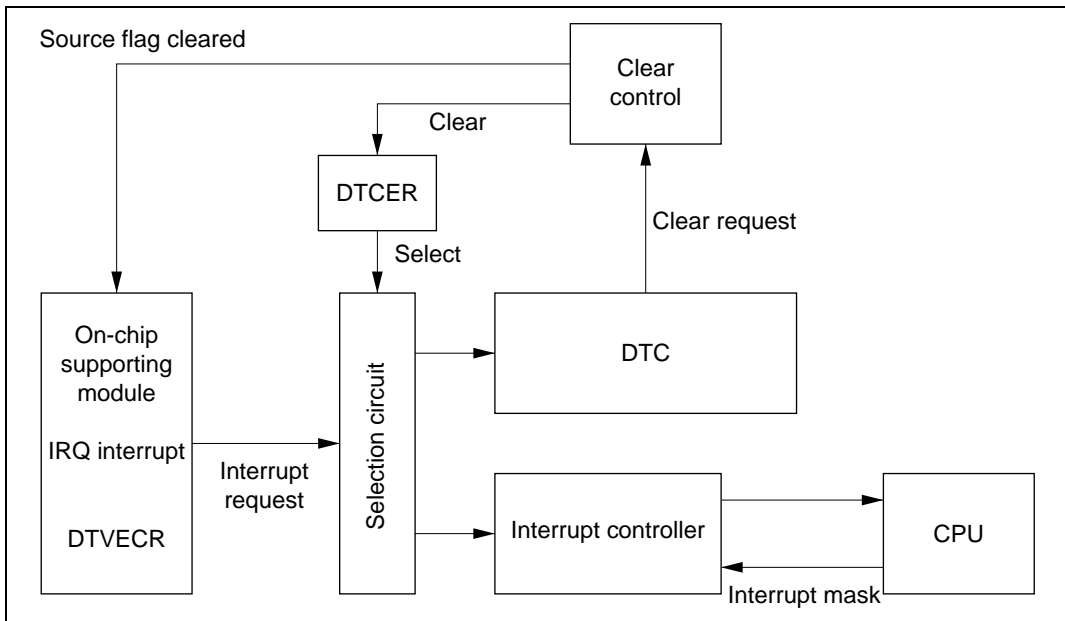 Source flag cleared
Clear
control
Clear
DTCER
Clear request
Select
On-chip
supporting
module
IRQ interrupt
DTVECR
Interrupt
request
Selection circuit
DTC
Interrupt controller
CPU
Interrupt mask